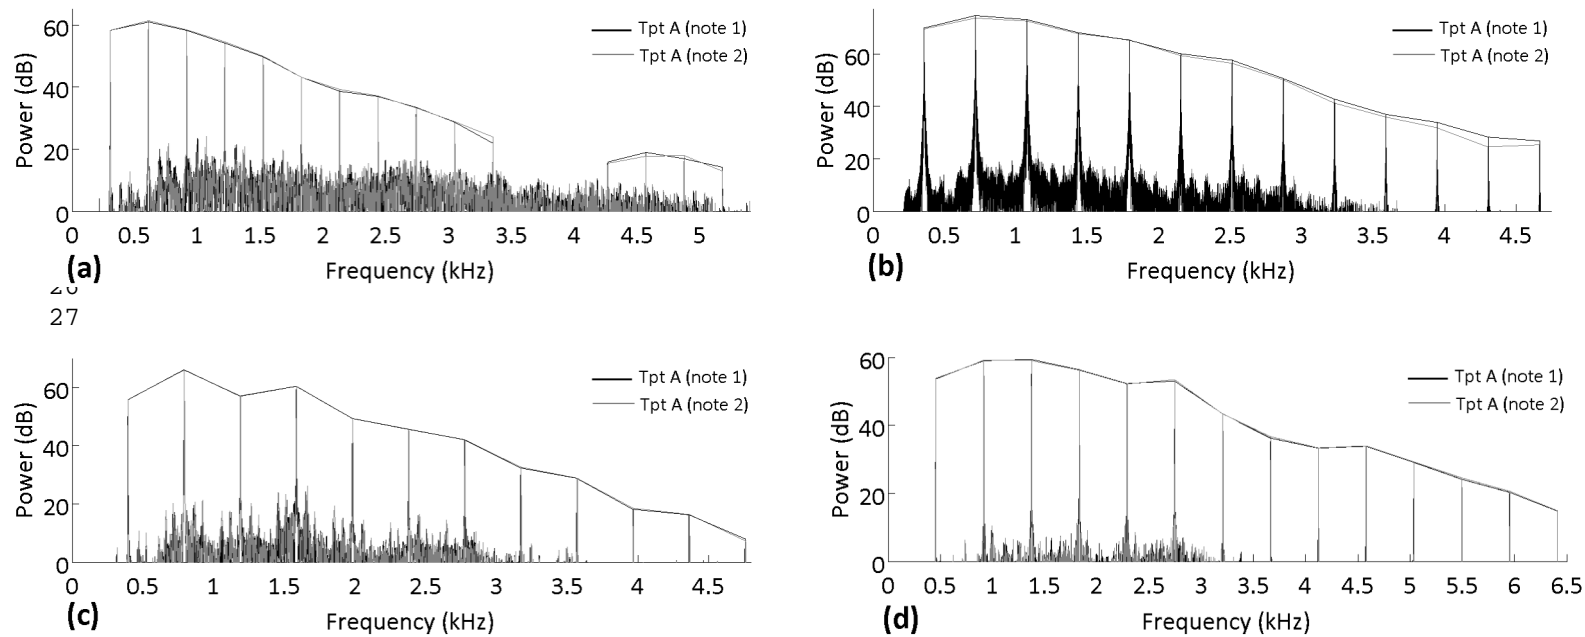 60
40
20
0
Power (dB)
Tpt A (note 1)
Tpt A (note 2)
0 0.5 1 1.5 2 2.5 3 3.5 4 4.5 5
Frequency (kHz)
(a)
60
40
20
0
Power (dB)
Tpt A (note 1)
Tpt A (note 2)
0 0.5 1 1.5 2 2.5 3 3.5 4 4.5
Frequency (kHz)
(b)
27
60
40
20
0
Power (dB)
Tpt A (note 1)
Tpt A (note 2)
0 0.5 1 1.5 2 2.5 3 3.5 4 4.5
Frequency (kHz)
(c)
60
40
20
0
Power (dB)
Tpt A (note 1)
Tpt A (note 2)
0 0.5 1 1.5 2 2.5 3 3.5 4 4.5 5 5.5 6 6.5
Frequency (kHz)
(d)